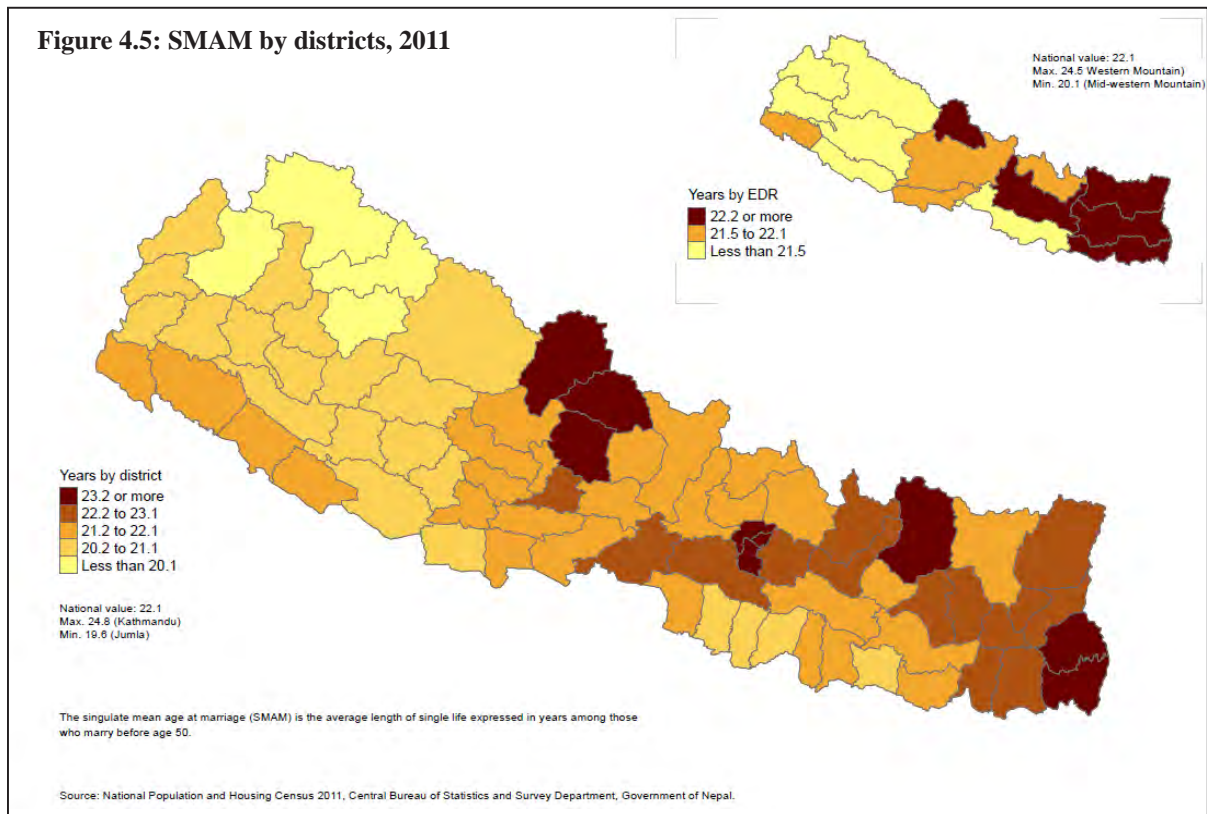 Figure 4.5: SMAM by districts, 2011
National value: 22.1
Max. 24.5 Western Mountain)
Min. 20.1 (Mid-western Mountain)
Years by EDR
22.2 or more
21.5 to 22.1
Less than 21.5
Years by district
23.2 or more
22.2 to 23.1
21.2 to 22.1
20.2 to 21.1
Less than 20.1
National value: 22.1
Max. 24.8 (Kathmandu)
Min. 19.6 (Jumla)
The singulate mean age at marriage (SMAM) is the average length of single life expressed in years among those
who marry before age 50.
Source: National Population and Housing Census 2011, Central Bureau of Statistics and Survey Department, Government of Nepal.